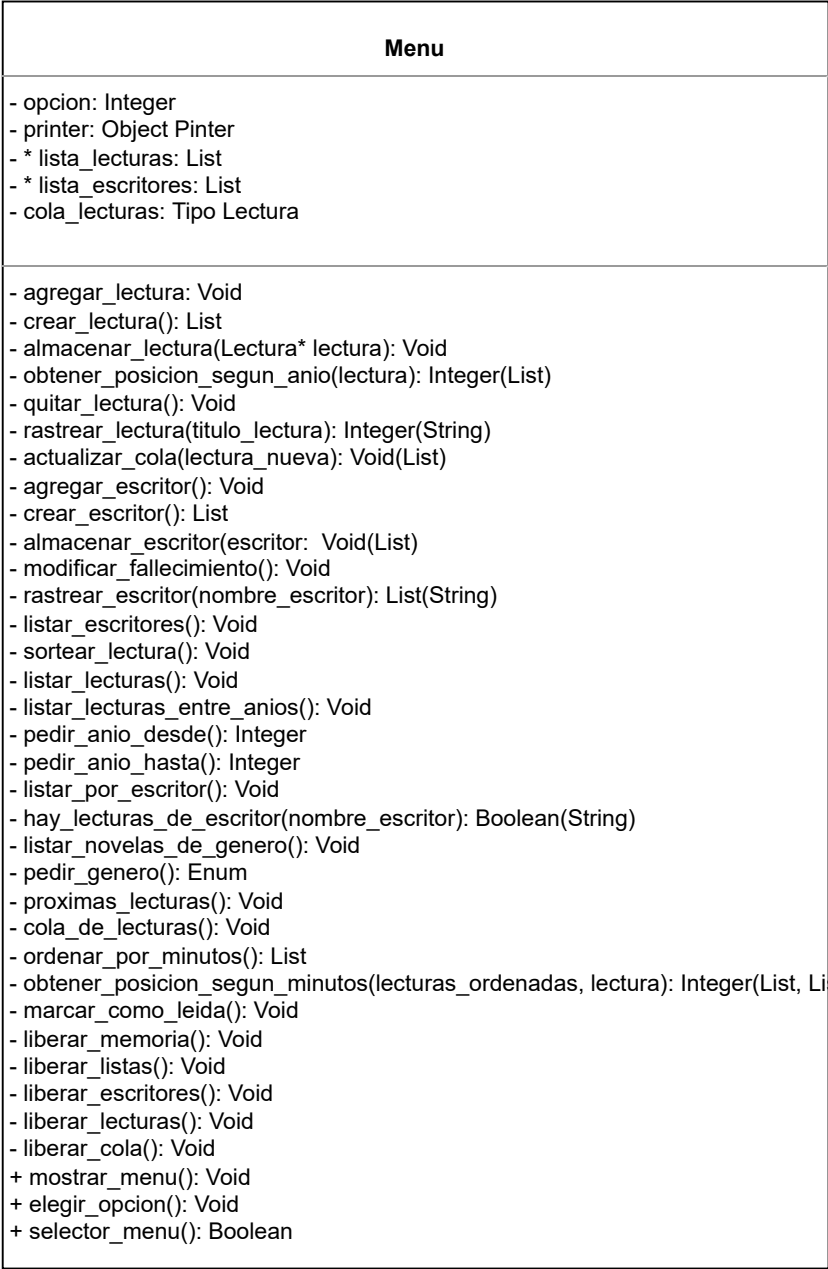 Menu
- opcion: Integer
- printer: Object Pinter
- * lista_lecturas: List
- * lista_escritores: List
- cola_lecturas: Tipo Lectura
- agregar_lectura: Void
- crear_lectura(): List
- almacenar_lectura(Lectura* lectura): Void
- obtener_posicion_segun_anio(lectura): Integer(List)
- quitar_lectura(): Void
- rastrear_lectura(titulo_lectura): Integer(String)
- actualizar_cola(lectura_nueva): Void(List)
- agregar_escritor(): Void
- crear_escritor(): List
- almacenar_escritor(escritor:  Void(List)
- modificar_fallecimiento(): Void
- rastrear_escritor(nombre_escritor): List(String)
- listar_escritores(): Void
- sortear_lectura(): Void
- listar_lecturas(): Void
- listar_lecturas_entre_anios(): Void
- pedir_anio_desde(): Integer
- pedir_anio_hasta(): Integer
- listar_por_escritor(): Void
- hay_lecturas_de_escritor(nombre_escritor): Boolean(String)
- listar_novelas_de_genero(): Void
- pedir_genero(): Enum
- proximas_lecturas(): Void
- cola_de_lecturas(): Void
- ordenar_por_minutos(): List
- obtener_posicion_segun_minutos(lecturas_ordenadas, lectura): Integer(List, Lis
- marcar_como_leida(): Void
- liberar_memoria(): Void
- liberar_listas(): Void
- liberar_escritores(): Void
- liberar_lecturas(): Void
- liberar_cola(): Void
+ mostrar_menu(): Void
+ elegir_opcion(): Void
+ selector_menu(): Boolean